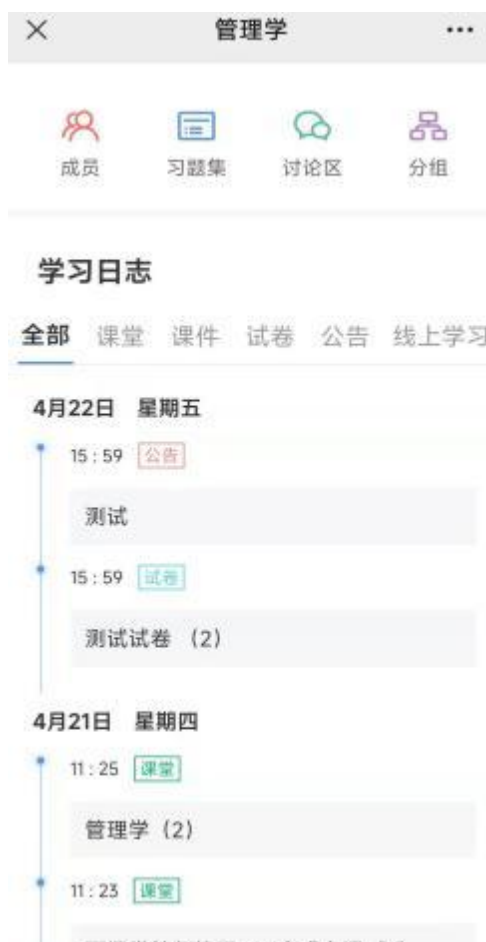 管理学
成员 习题集 讨论区 分组
学习日志
全部 课堂 课件 试卷 公告 线上学习
4月22日 星期五
15:59 公告
测试
15:59 试卷
测试试卷 (2)
4月21日 星期四
11:25 课堂
管理学 (2)
11:23 课堂